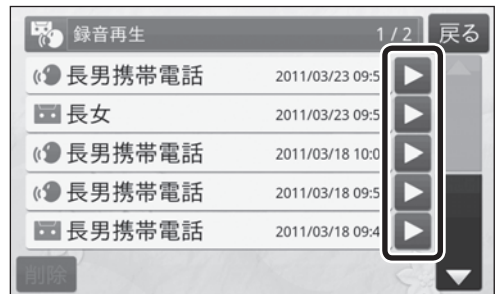 録音再生 1 / 2 戻る
長男携帯電話 2011/03/23 09:5
長女 2011/03/23 09:5
長男携帯電話 2011/03/18 10:0
長男携帯電話 2011/03/18 09:5
長男携帯電話 2011/03/18 09:4
削除